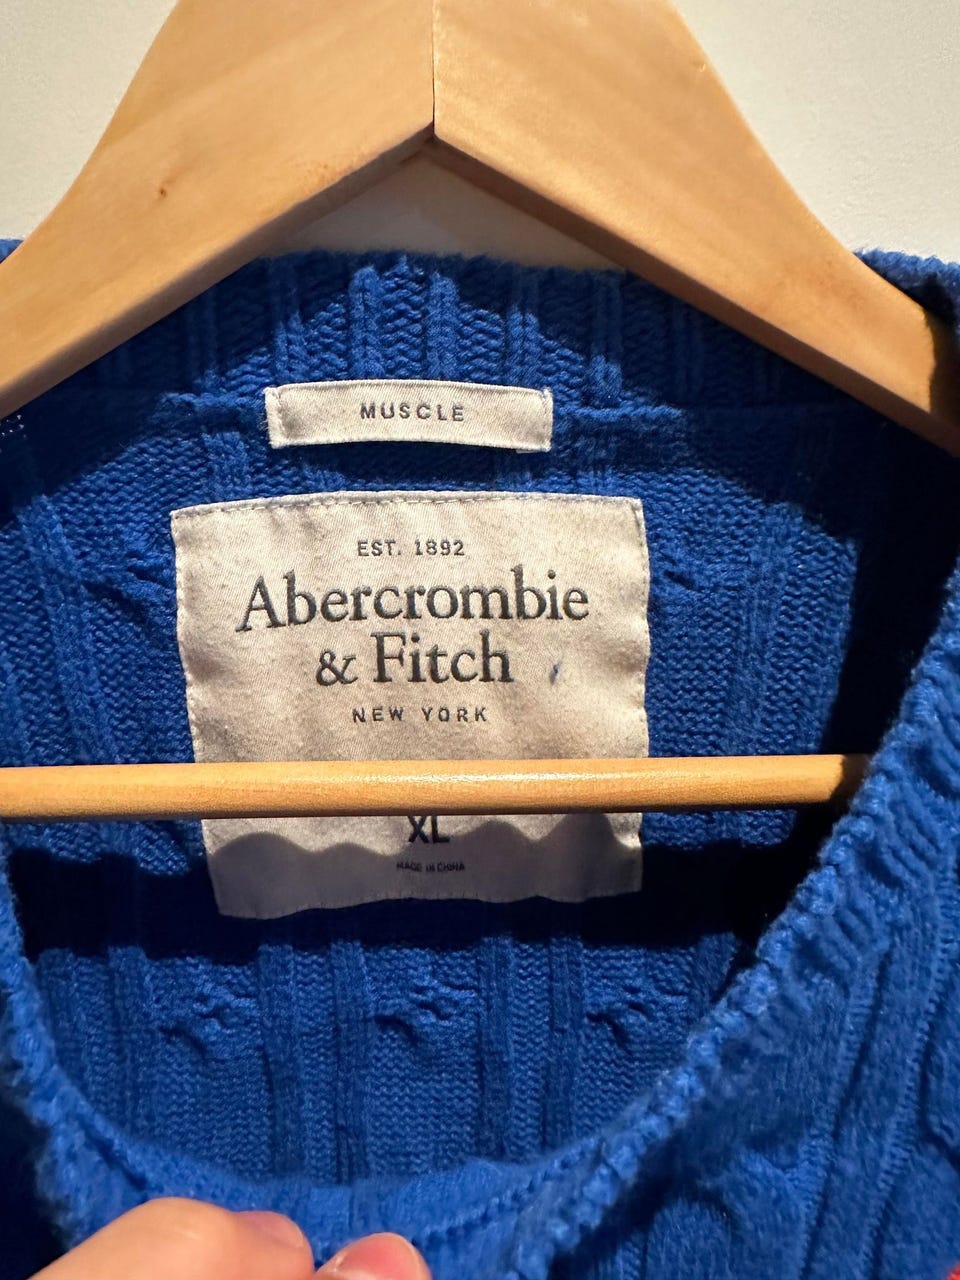 MUSCLE
EST. 1892
Abercrombie
& Fitch
NEW YORK
XL
MADE IN CHINA